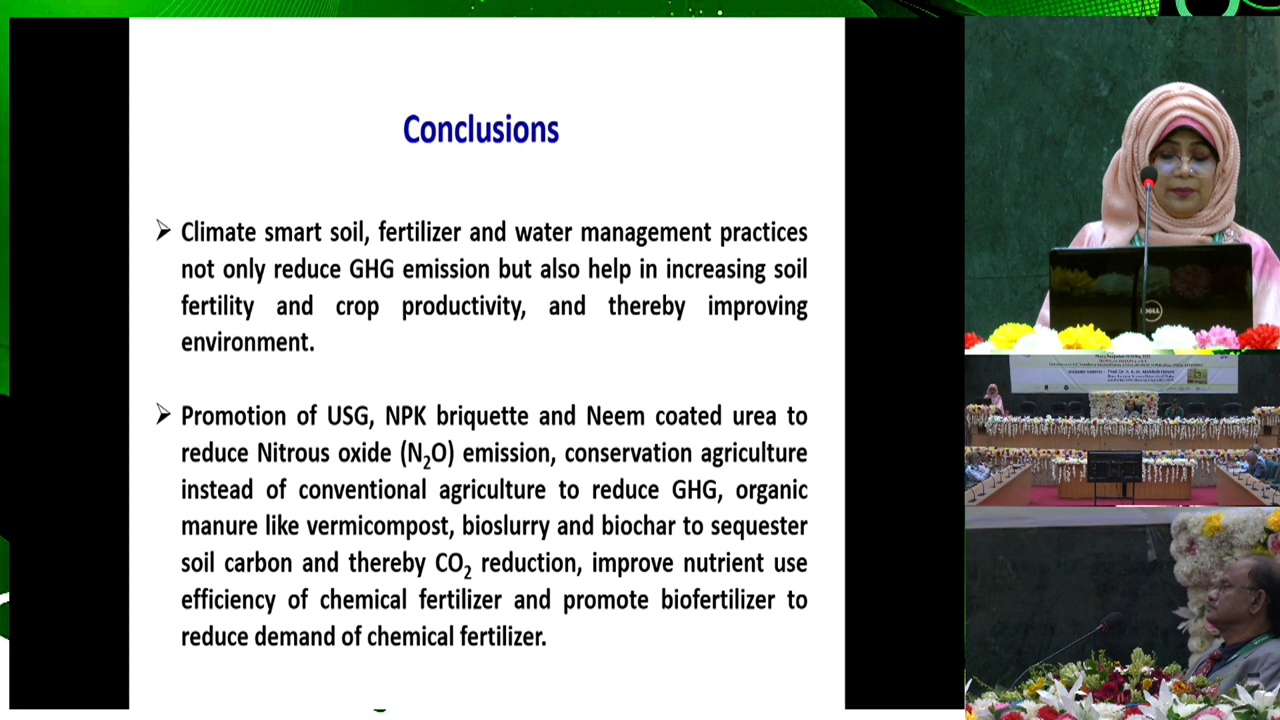 Conclusions
Climate smart soil, fertilizer and water management practices
not only reduce GHG emission but also help in increasing soil
fertility and crop productivity, and thereby improving
environment.
Promotion of USG, NPK briquette and Neem coated urea to
reduce Nitrous oxide (N₂O) emission, conservation agriculture
instead of conventional agriculture to reduce GHG, organic
manure like vermicompost, bioslurry and biochar to sequester
soil carbon and thereby CO₂ reduction, improve nutrient use
efficiency of chemical fertilizer and promote biofertilizer to
reduce demand of chemical fertilizer.
DELL